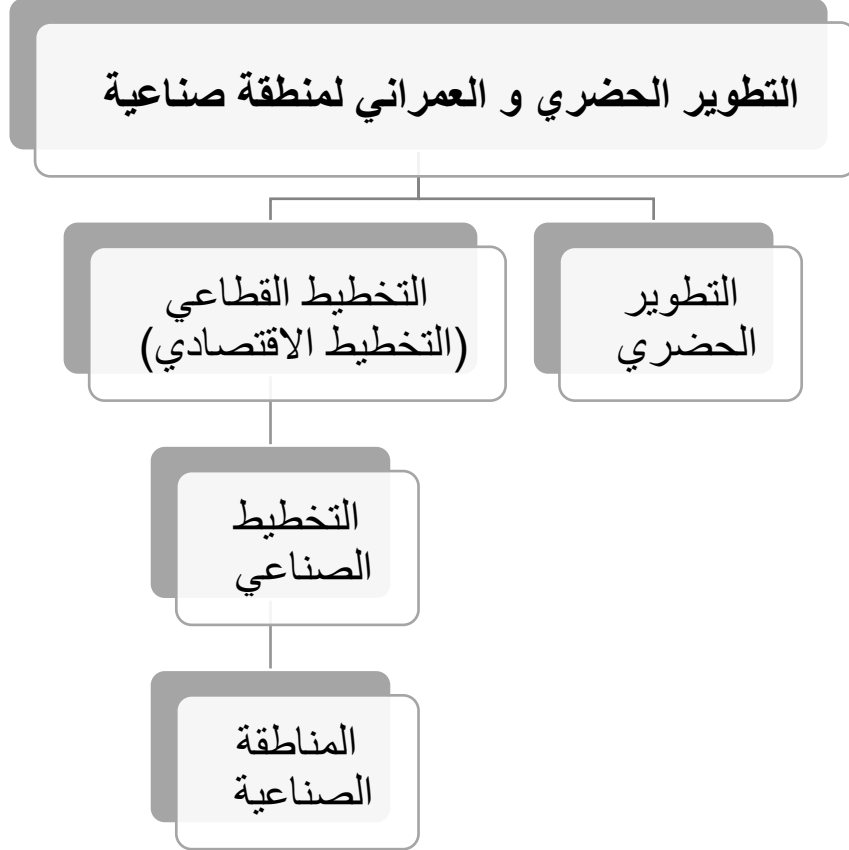 التطوير الحضري و العمراني لمنطقة صناعية
التطوير
الحضري
التخطيط القطاعي
(التخطيط الاقتصادي)
التخطيط
الصناعي
المناطقة
الصناعية